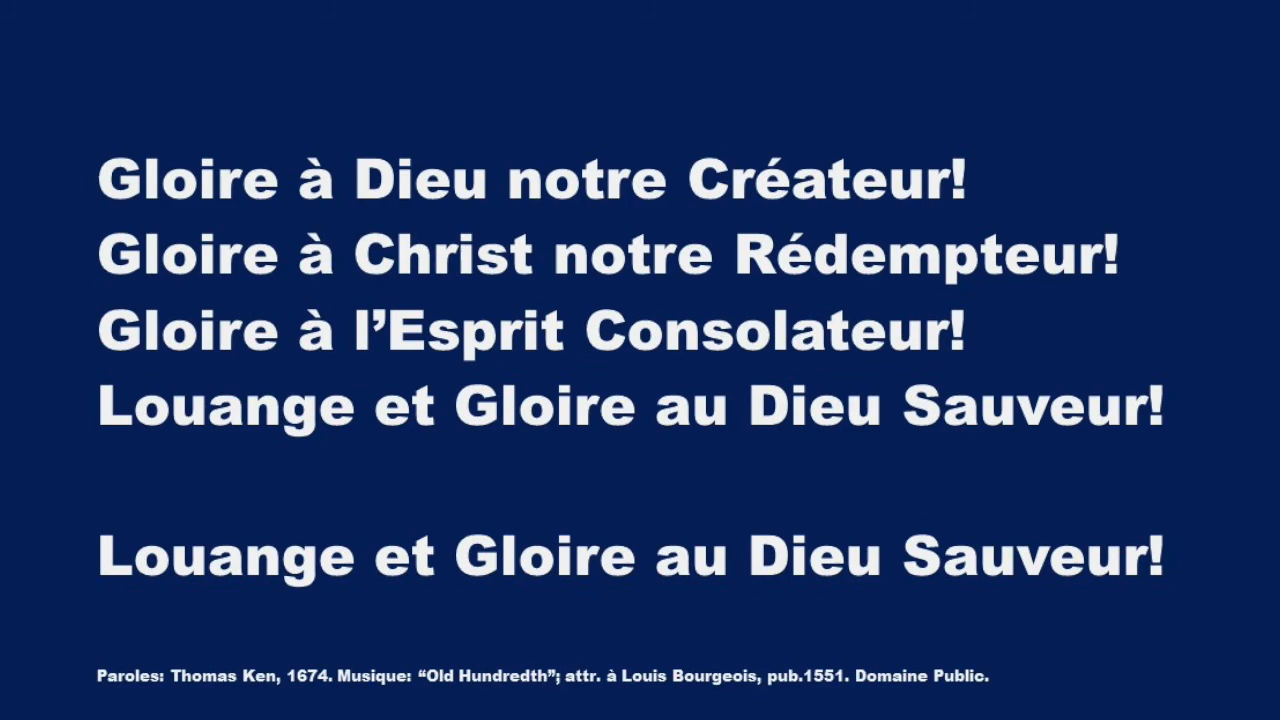 Gloire à Dieu notre Créateur!
Gloire à Christ notre Rédempteur!
Gloire à l’Esprit Consolateur!
Louange et Gloire au Dieu Sauveur!
Louange et Gloire au Dieu Sauveur!
Paroles: Thomas Ken, 1674. Musique: “Old Hundredth”; attr. à Louis Bourgeois, pub.1551. Domaine Public.